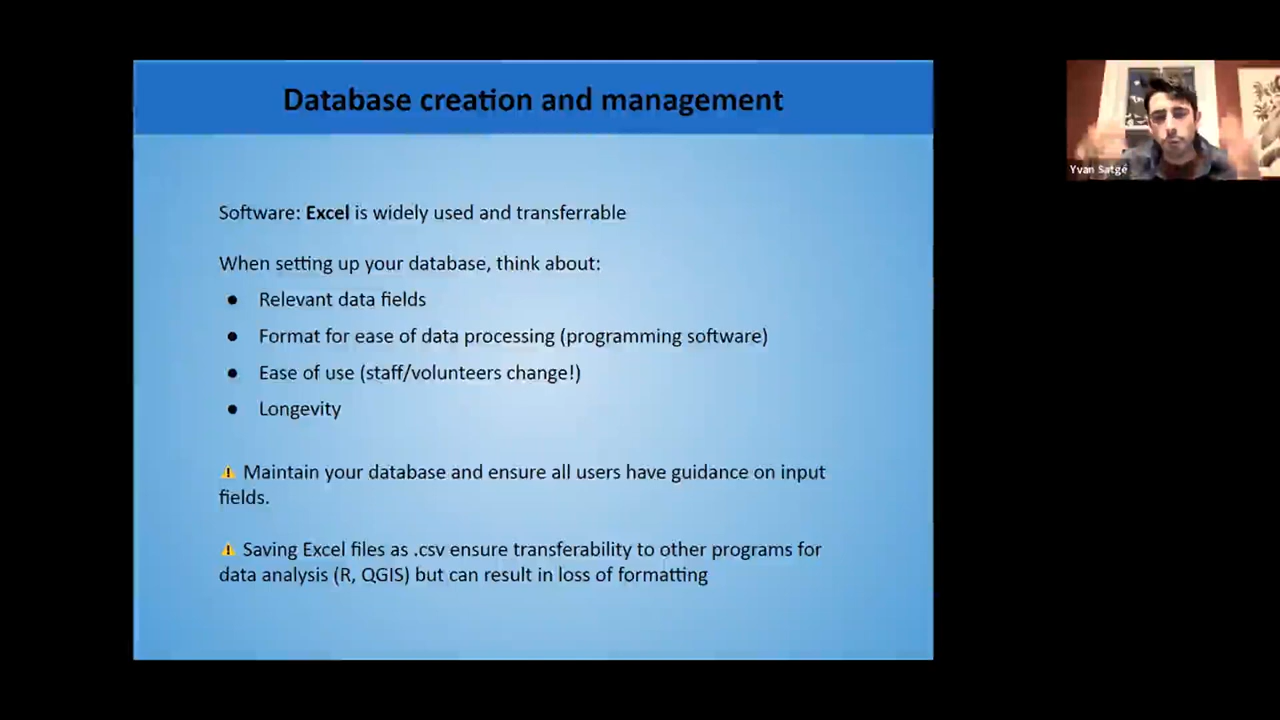 Database creation and management
Software: Excel is widely used and transferrable
When setting up your database, think about:
● Relevant data fields
● Format for ease of data processing (programming software)
● Ease of use (staff/volunteers change!)
● Longevity
⚠ Maintain your database and ensure all users have guidance on input
fields.
⚠ Saving Excel files as .csv ensure transferability to other programs for
data analysis (R, QGIS) but can result in loss of formatting
Yvan Satgé